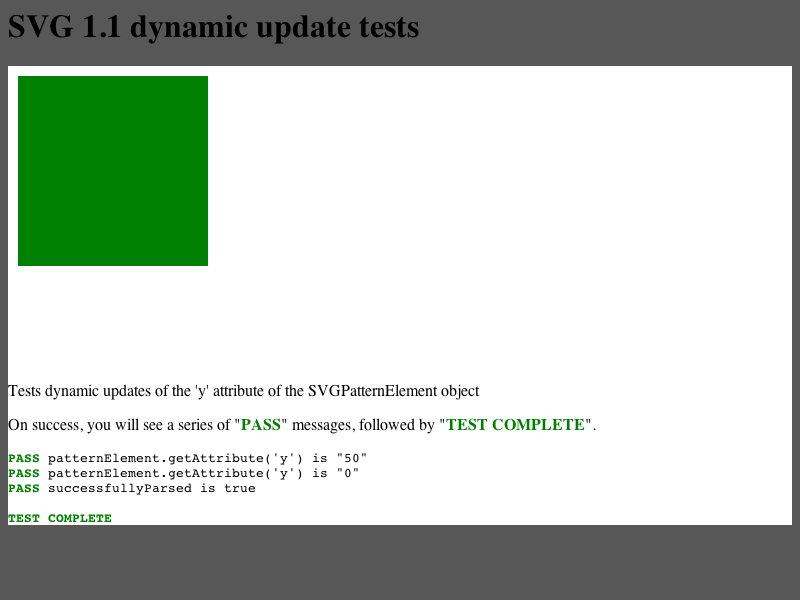 SVG 1.1 dynamic update tests
Tests dynamic updates of the 'y' attribute of the SVGPatternElement object
On success, you will see a series of "PASS" messages, followed by "TEST COMPLETE".
PASS patternElement.getAttribute('y') is "50"
PASS patternElement.getAttribute('y') is "0"
PASS successfullyParsed is true
TEST COMPLETE